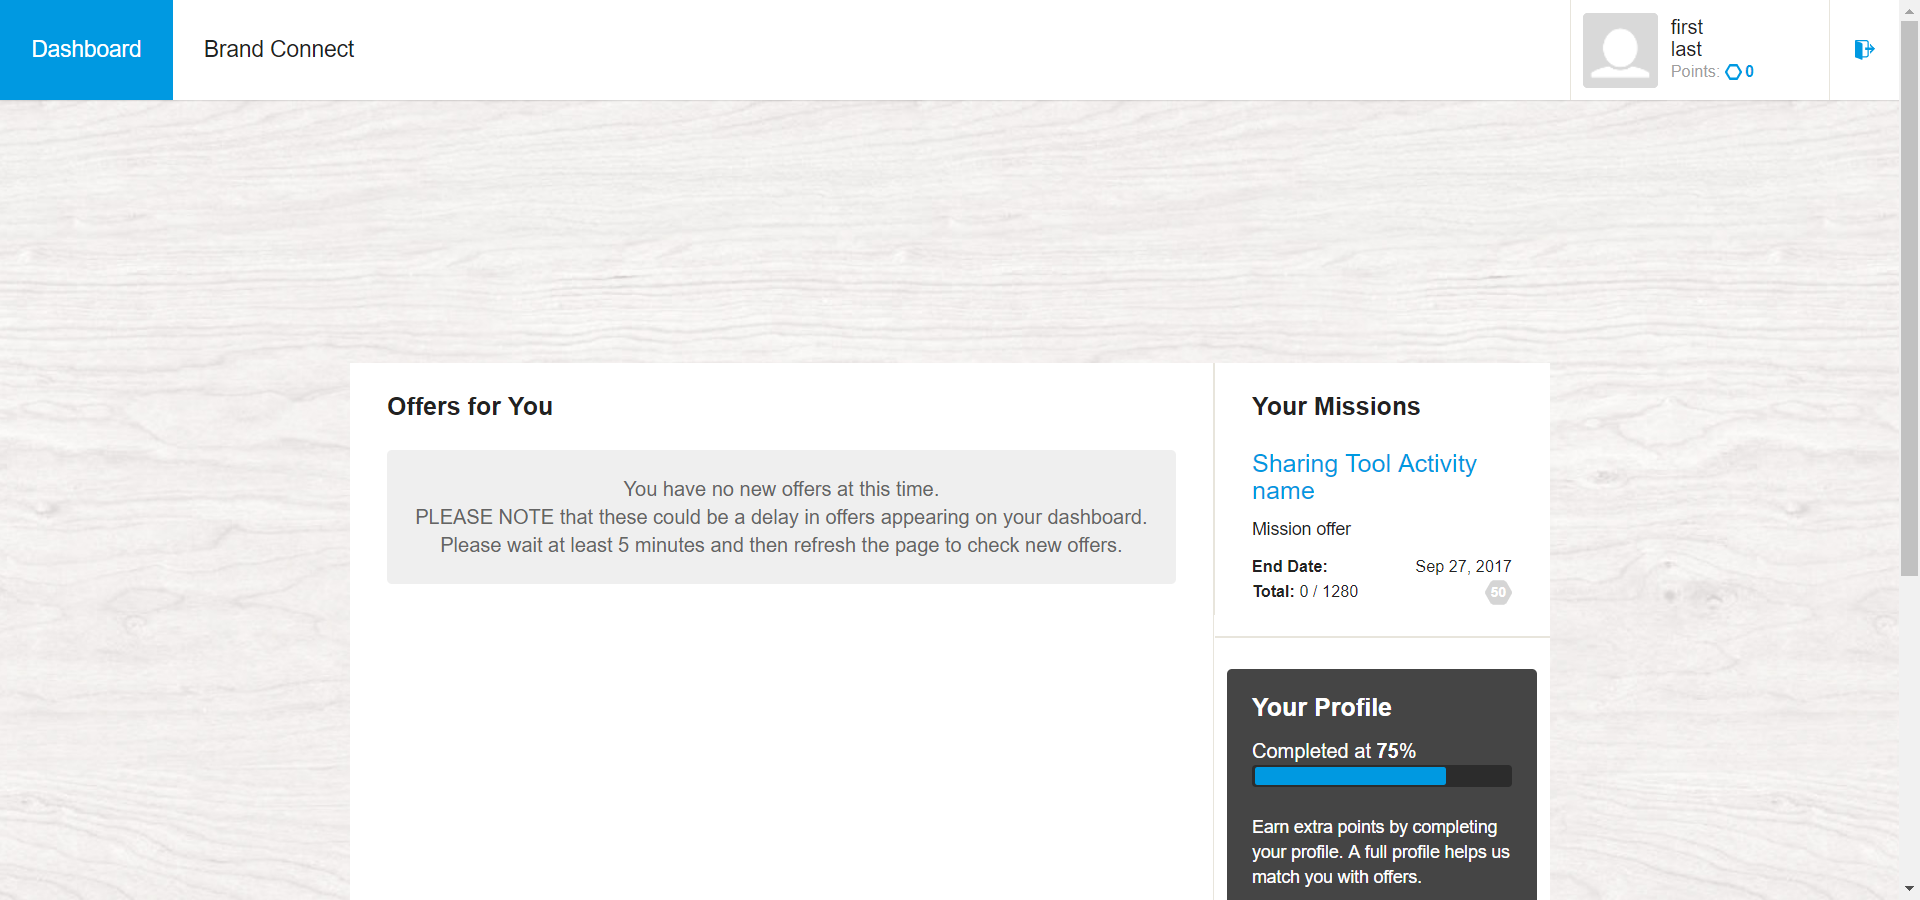 Dashboard
Brand Connect
first
last
Points: 0
Offers for You
You have no new offers at this time.
PLEASE NOTE that these could be a delay in offers appearing on your dashboard.
Please wait at least 5 minutes and then refresh the page to check new offers.
Your Missions
Sharing Tool Activity
name
Mission offer
End Date: Sep 27, 2017
Total: 0 / 1280 50
Your Profile
Completed at 75%
Earn extra points by completing
your profile. A full profile helps us
match you with offers.